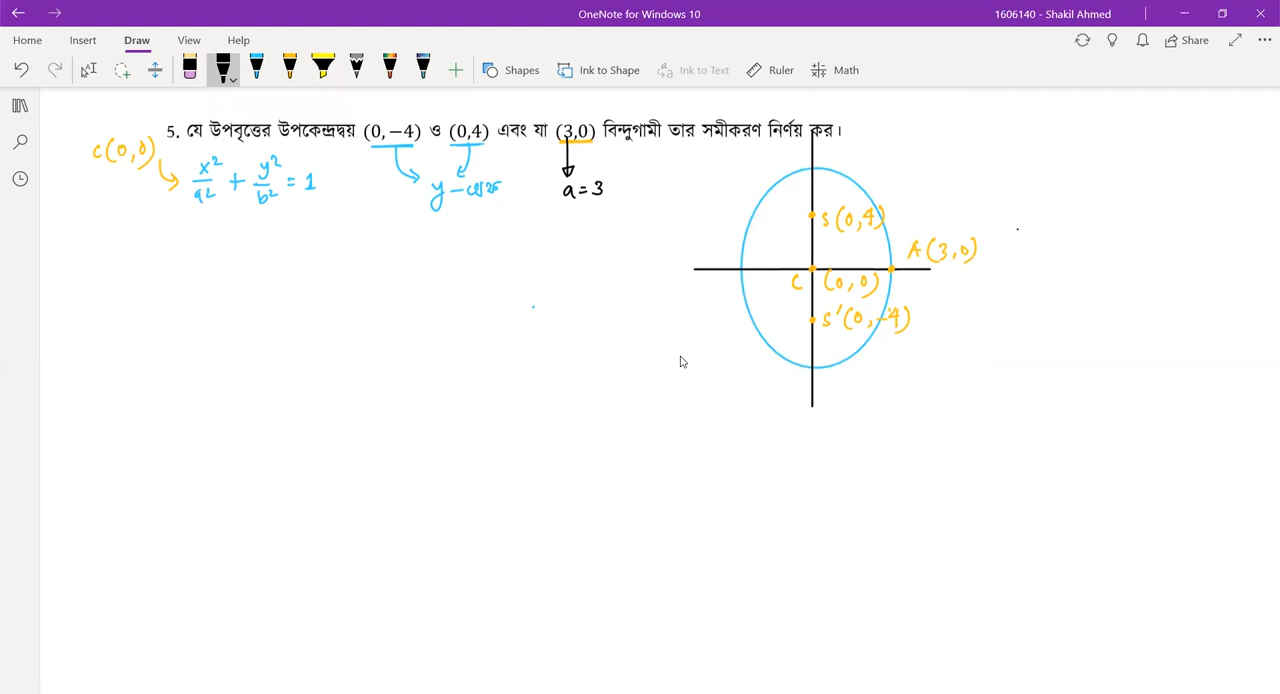 OneNote for Windows 10
1606140 - Shakil Ahmed
Home Insert Draw View Help
Share
Shapes Ink to Shape Ink to Text Ruler Math
5. যে উপবৃত্তের উপকেন্দ্রদ্বয় (0,−4) ও (0,4) এবং যা (3,0) বিন্দুগামী তার সমীকরণ নির্ণয় কর।
C(0,0)
x²/a² + y²/b² = 1
y -
a = 3
S(0,4)
A(3,0)
C (0,0)
S'(0,-4)